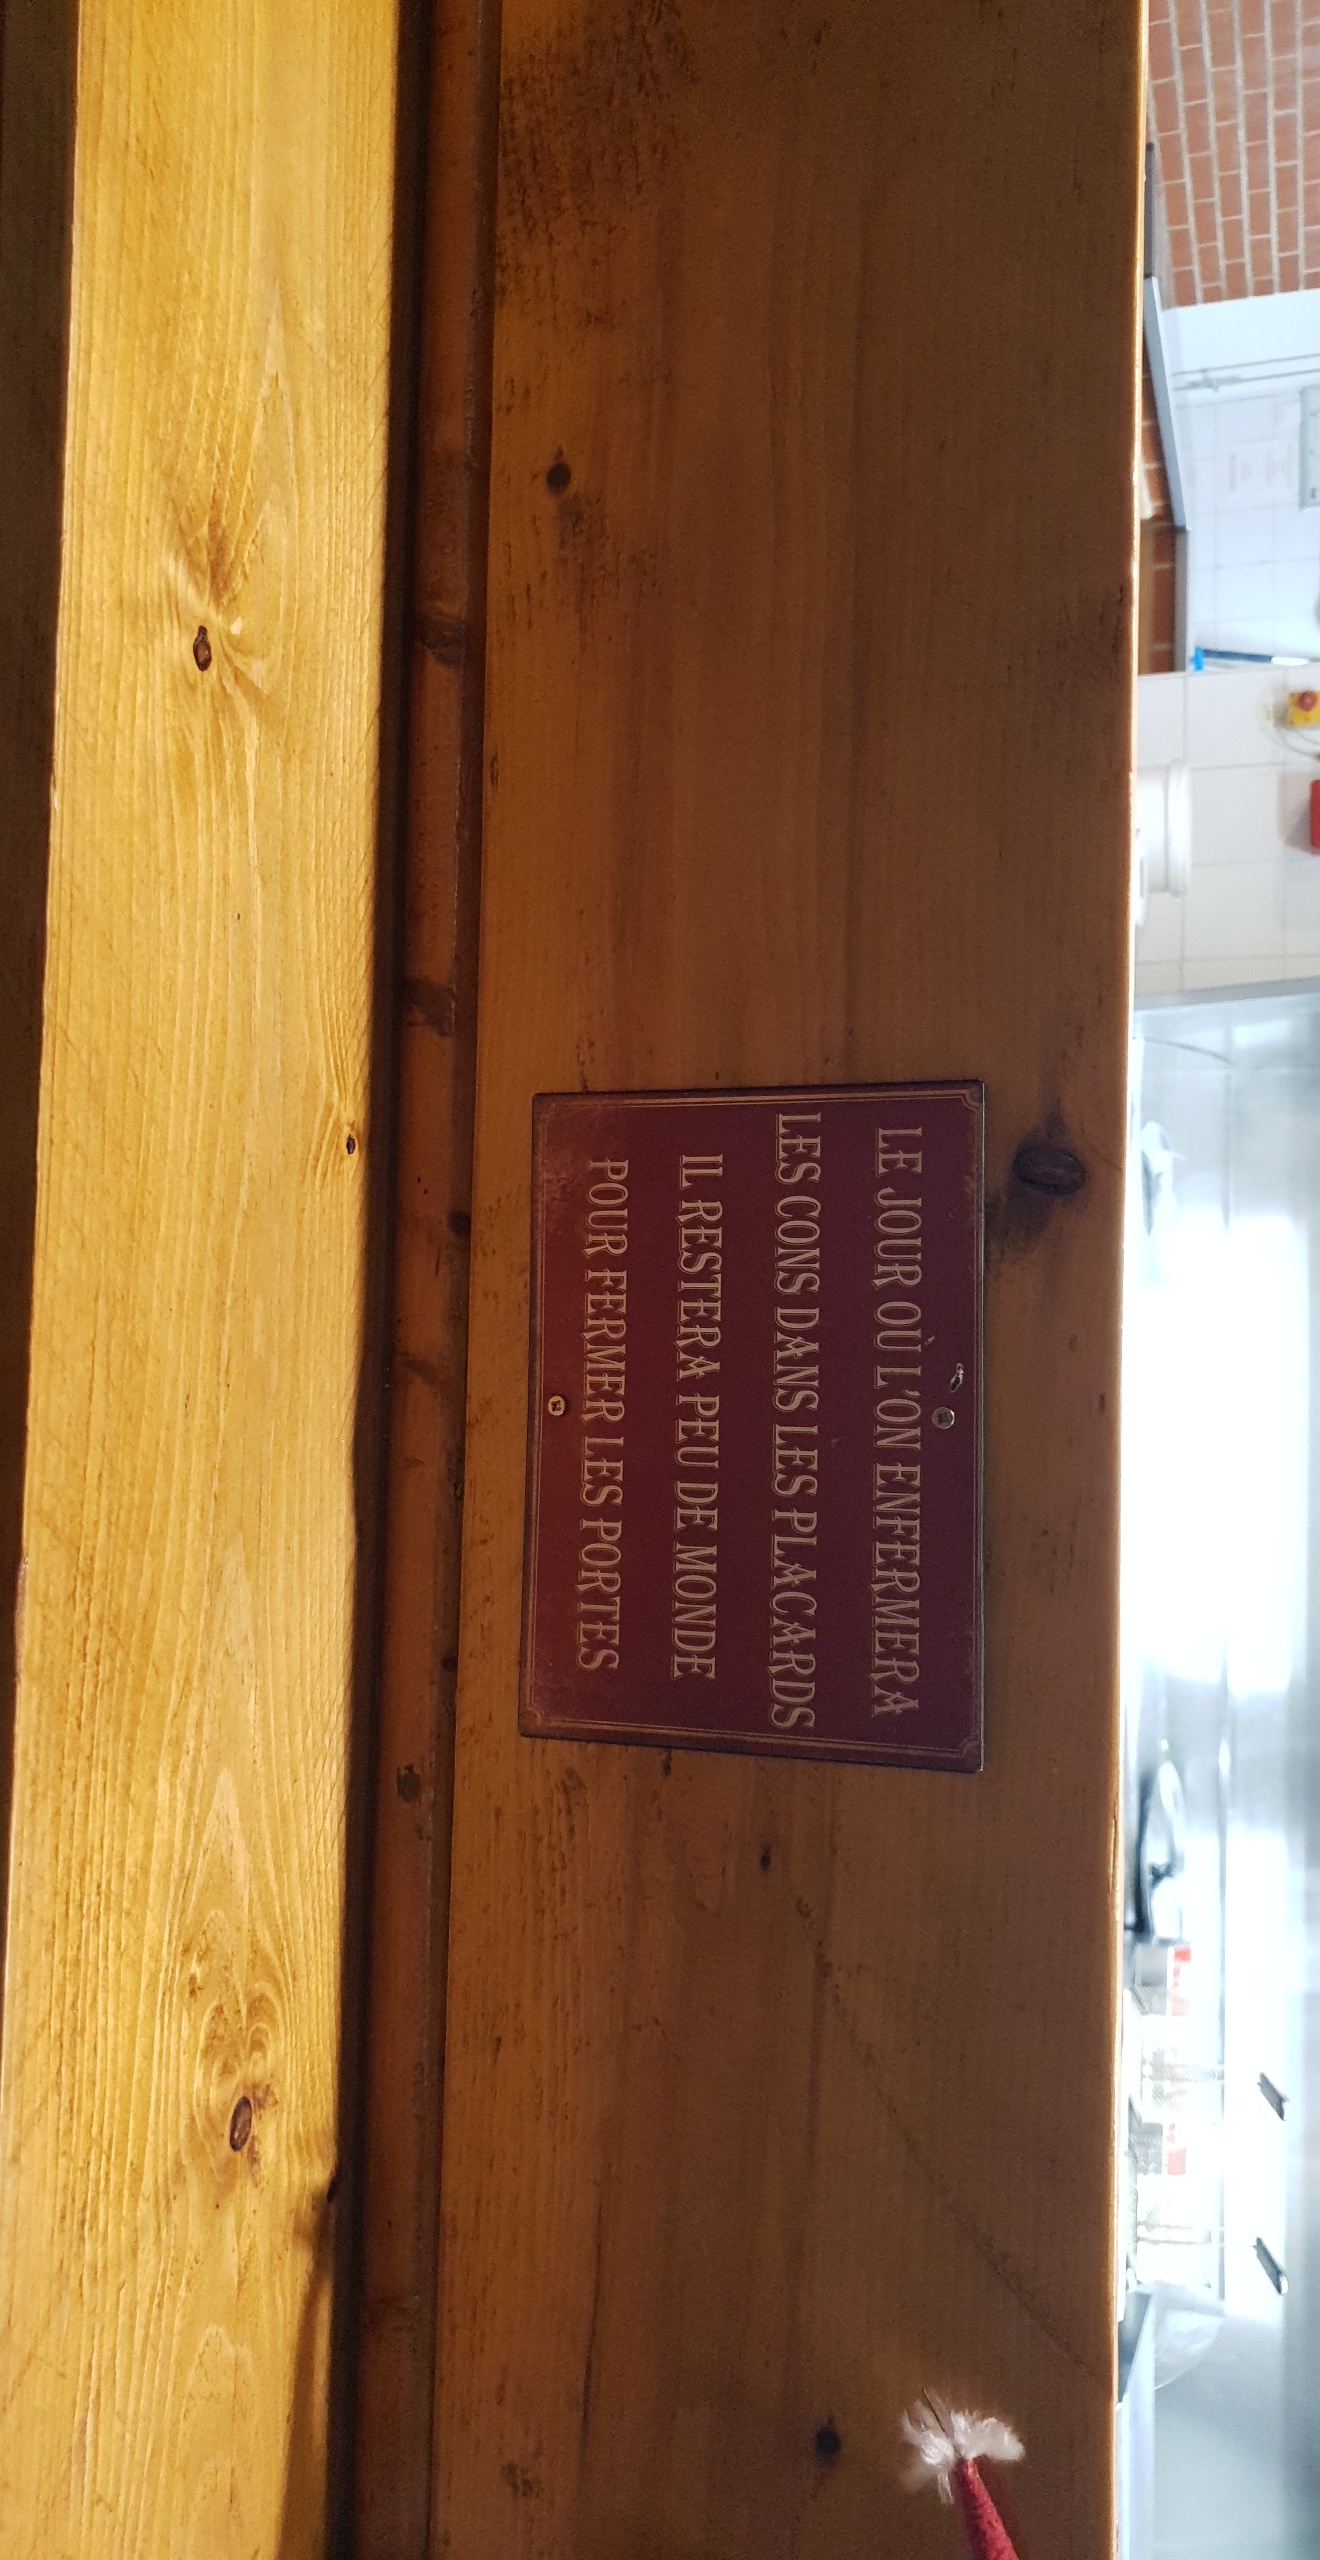 LE JOUR OÙ L'ON ENFERMERA
LES CONS DANS LES PLACARDS
IL RESTERA PEU DE MONDE
POUR FERMER LES PORTES